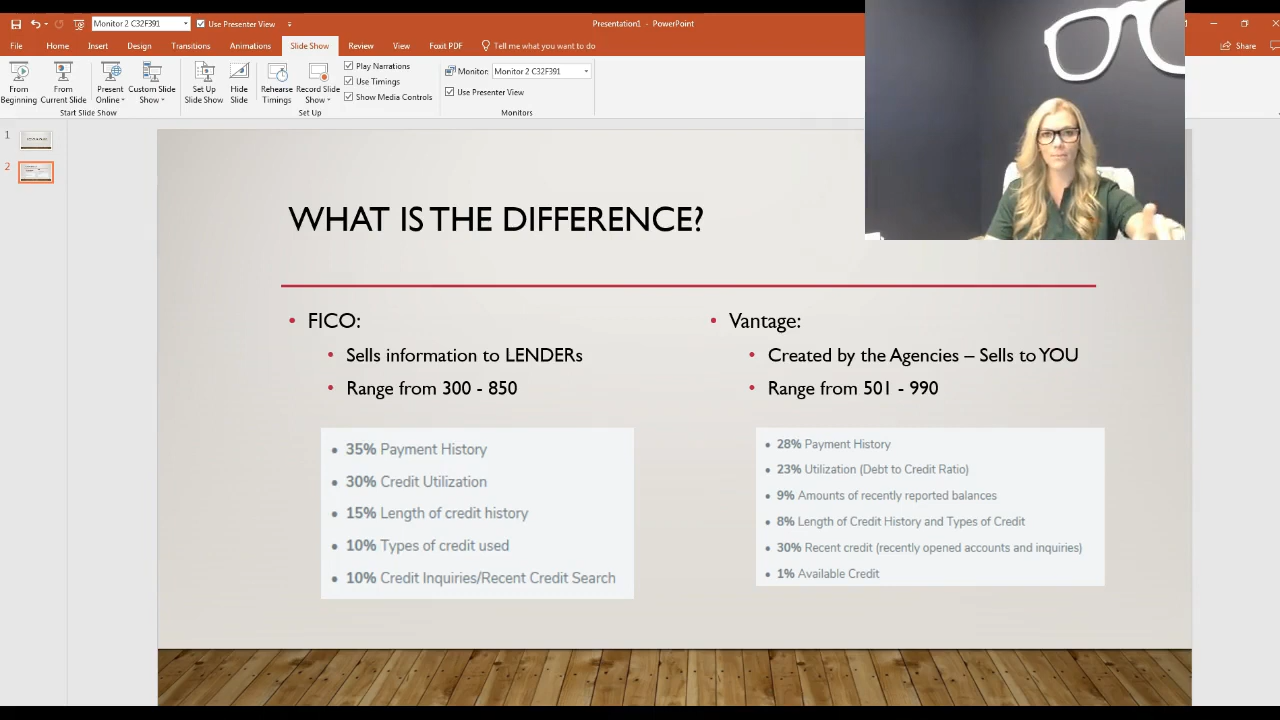 Monitor 2 C32F391
Use Presenter View
Presentation1 - PowerPoint
File
Home
Insert
Design
Transitions
Animations
Slide Show
Review
View
Foxit PDF
Tell me what you want to do
Share
From Beginning
From Current Slide
Present Online
Custom Slide Show
Start Slide Show
Set Up Slide Show
Hide Slide
Rehearse Timings
Record Slide Show
Play Narrations
Use Timings
Show Media Controls
Set Up
Monitor: Monitor 2 C32F391
Use Presenter View
Monitors
1
2
WHAT IS THE DIFFERENCE?
• FICO:
• Sells information to LENDERs
• Range from 300 - 850
• 35% Payment History
• 30% Credit Utilization
• 15% Length of credit history
• 10% Types of credit used
• 10% Credit Inquiries/Recent Credit Search
• Vantage:
• Created by the Agencies – Sells to YOU
• Range from 501 - 990
• 28% Payment History
• 23% Utilization (Debt to Credit Ratio)
• 9% Amounts of recently reported balances
• 8% Length of Credit History and Types of Credit
• 30% Recent credit (recently opened accounts and inquiries)
• 1% Available Credit